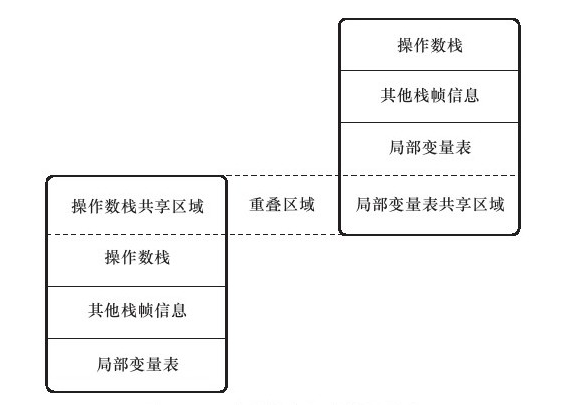 操作数栈
其他栈帧信息
局部变量表
操作数栈共享区域
重叠区域
局部变量表共享区域
操作数栈
其他栈帧信息
局部变量表